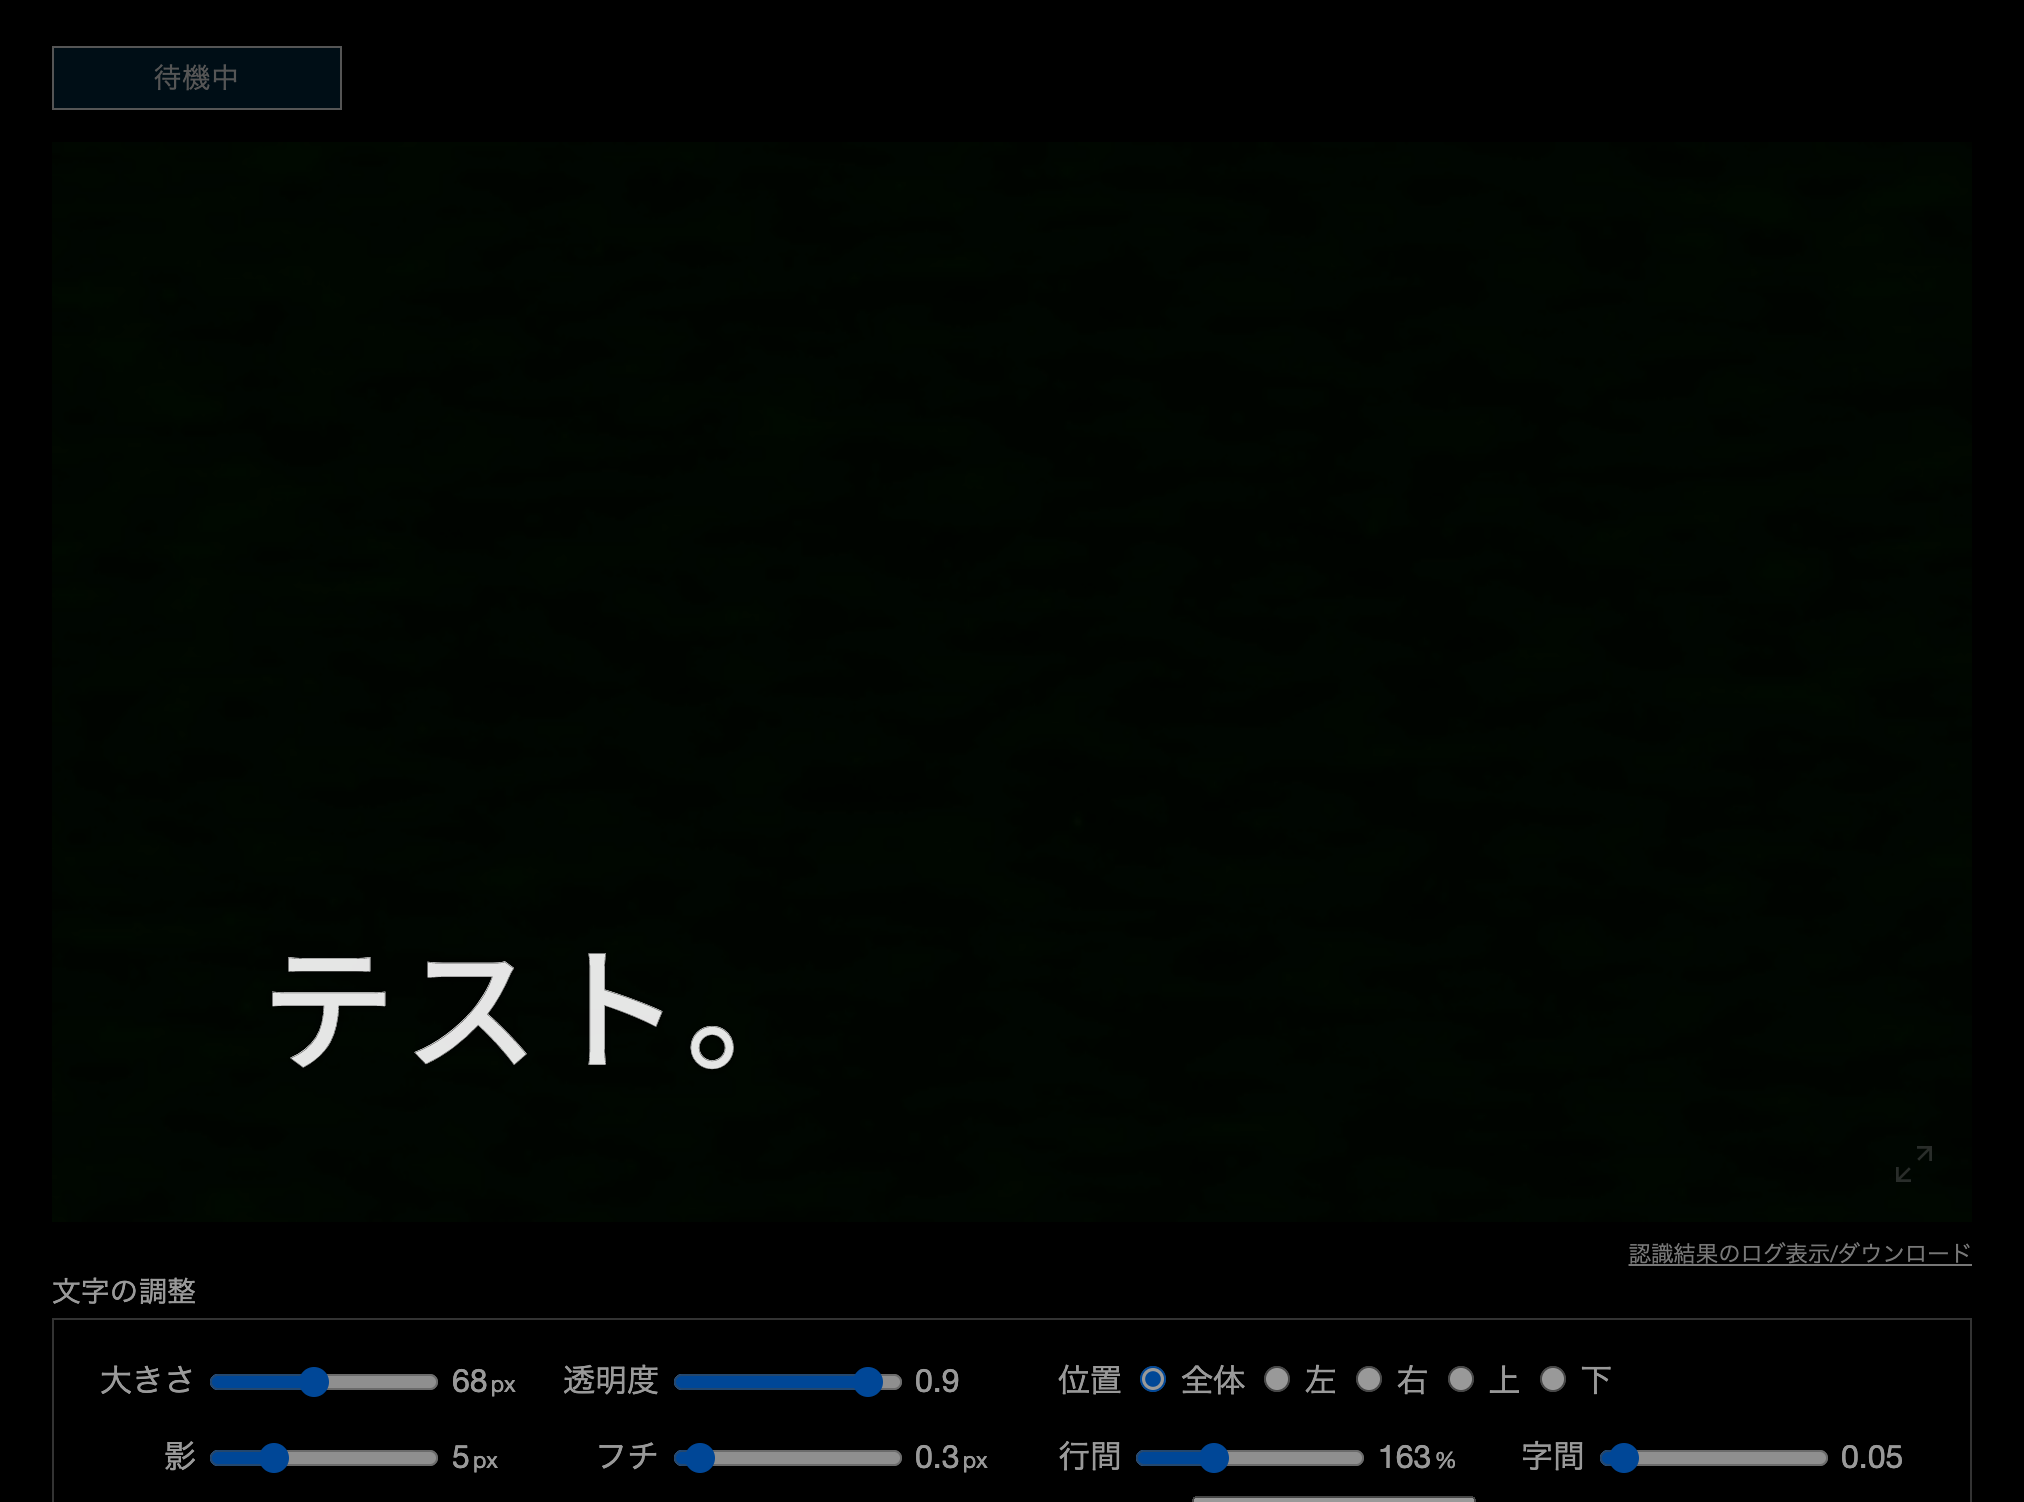 待機中
テスト。
認識結果のログ表示/ダウンロード
文字の調整
大きさ 68px 透明度 0.9 位置 全体 左 右 上 下
影 5px フチ 0.3px 行間 163% 字間 0.05